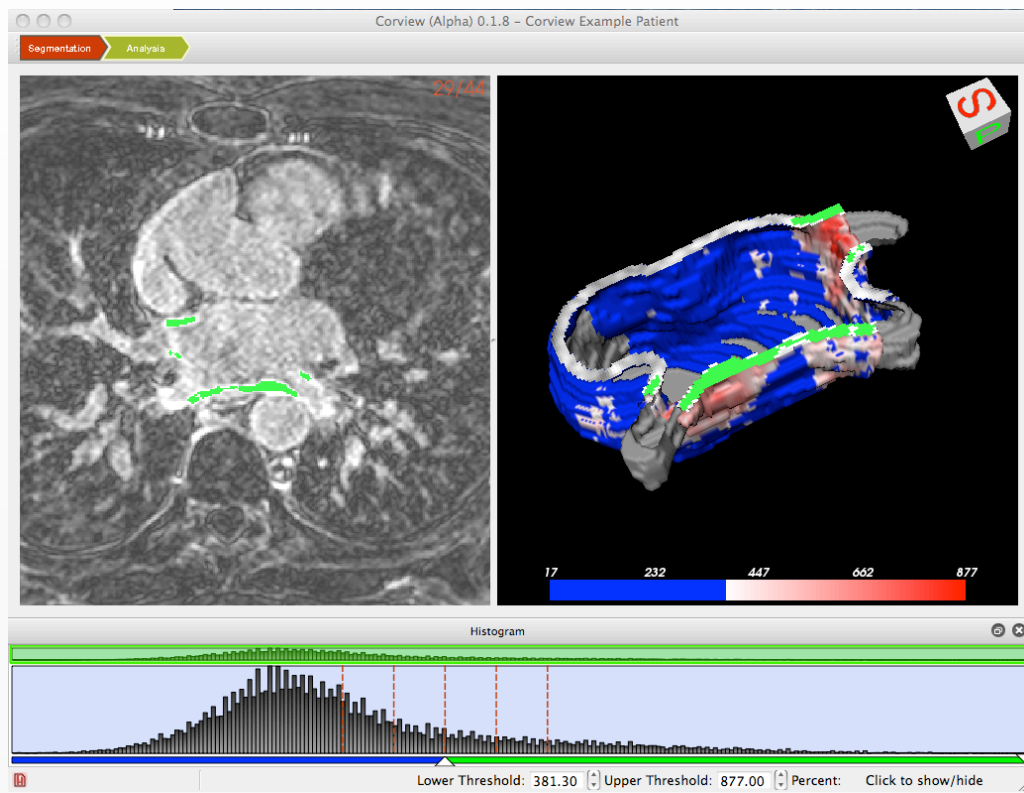 Corview (Alpha) 0.1.8 – Corview Example Patient
Segmentation Analysis
29/44
S
17 232 447 662 877
Histogram
Lower Threshold: 381.30 Upper Threshold: 877.00 Percent: Click to show/hide